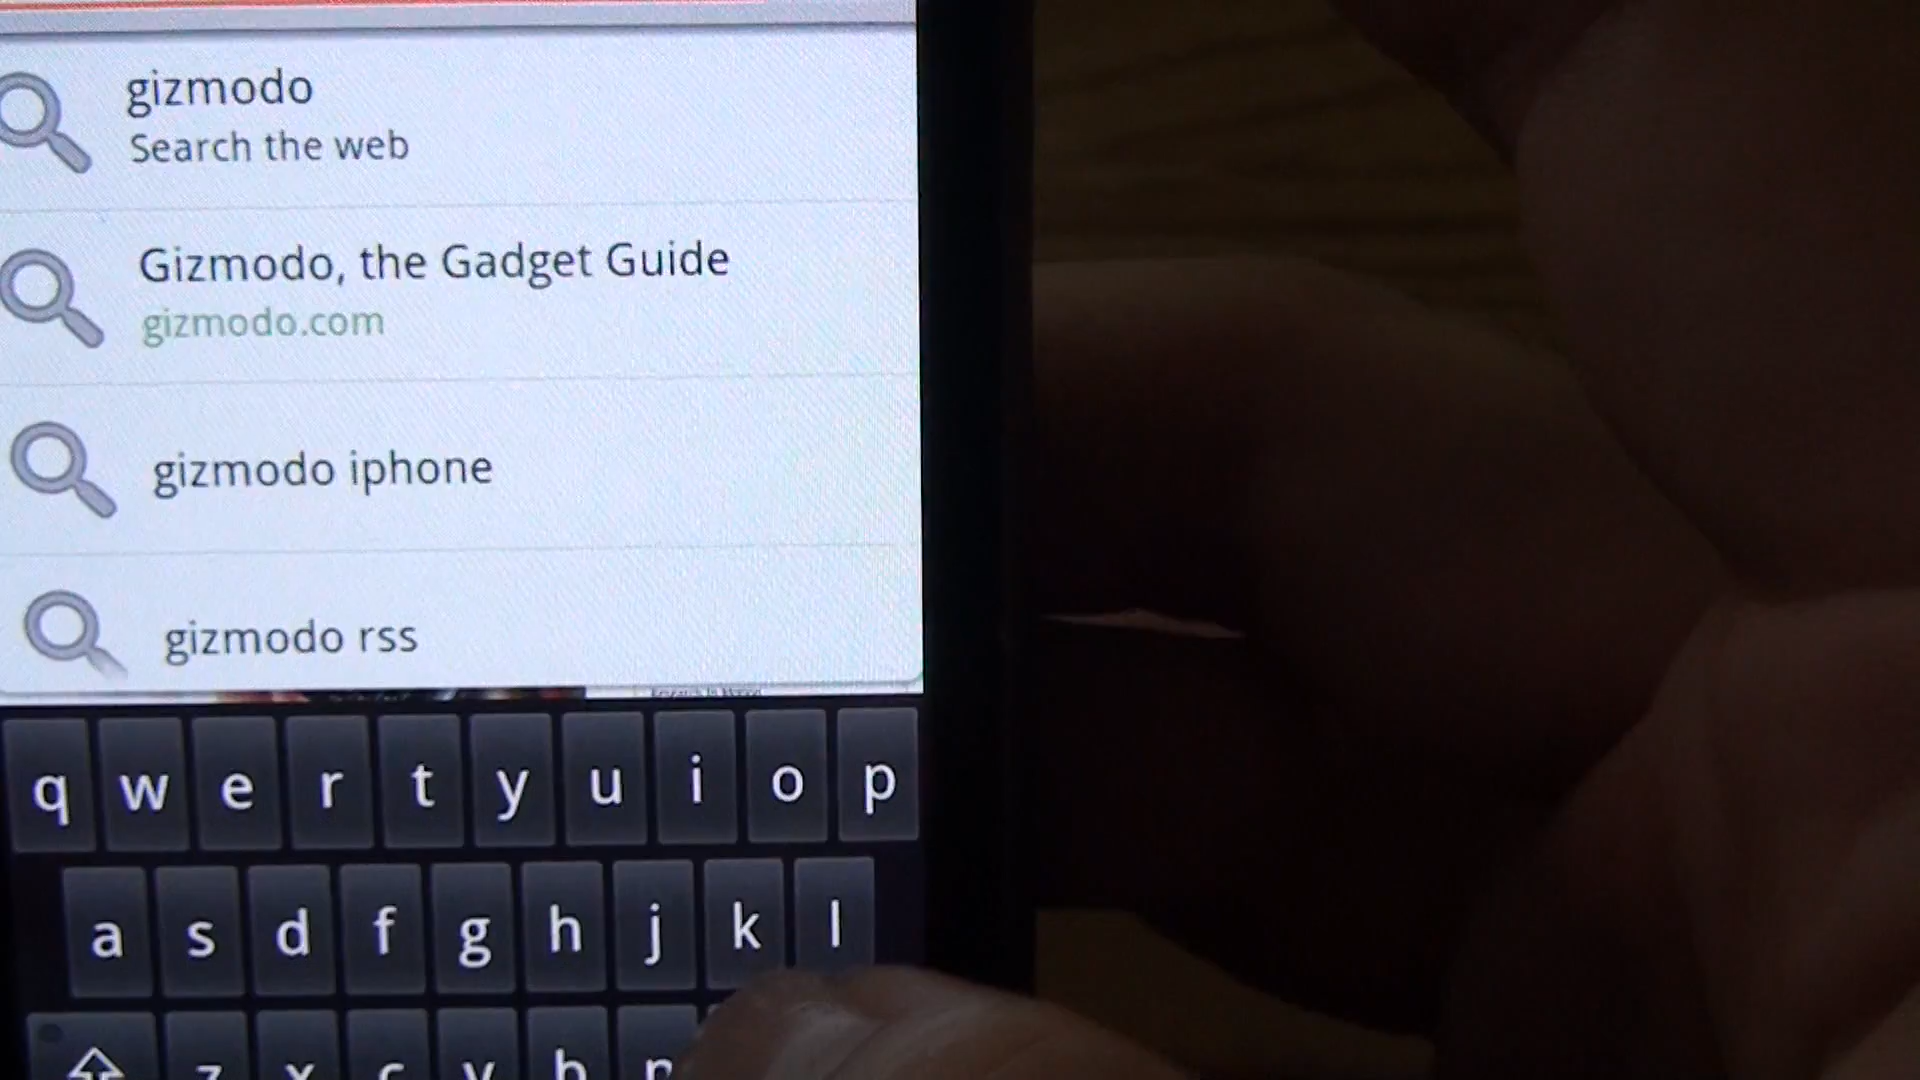 gizmodo
Search the web
Gizmodo, the Gadget Guide
gizmodo.com
gizmodo iphone
gizmodo rss
q w e r t y u i o p
a s d f g h j k l
z x c v b n